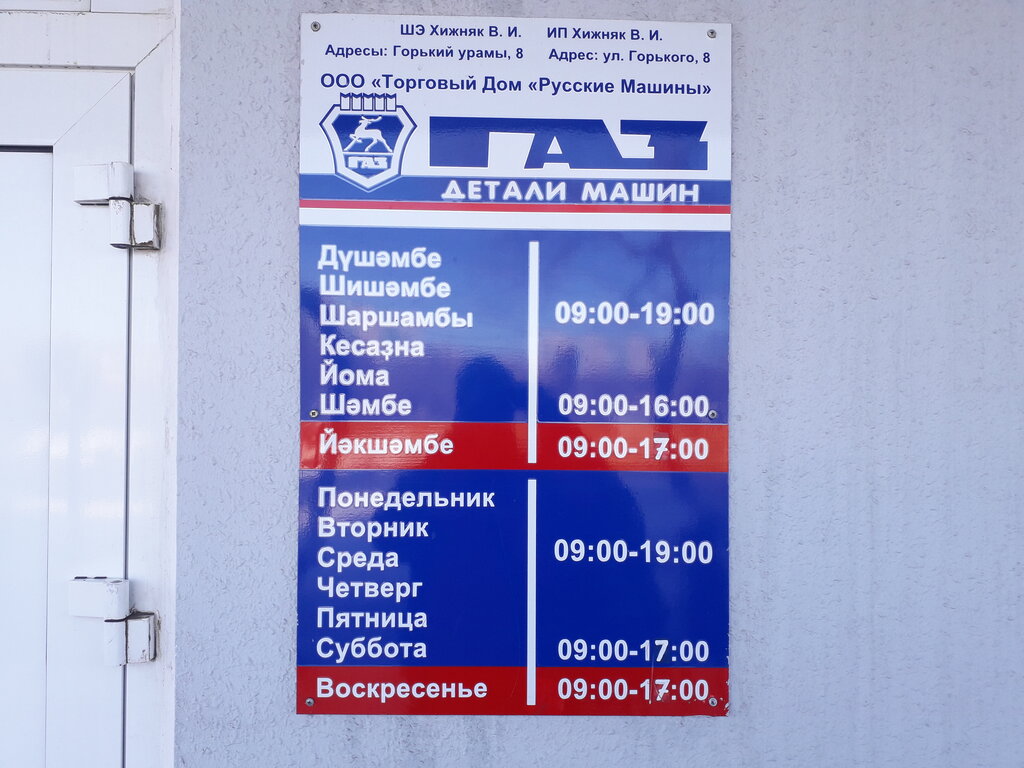 ШЭ Хижняк В. И. ИП Хижняк В. И.
Адресы: Горький урамы, 8 Адрес: ул. Горького, 8
ООО «Торговый Дом «Русские Машины»
ГАЗ
ГАЗ
ДЕТАЛИ МАШИН
Дүшәмбе
Шишәмбе
Шаршамбы 09:00-19:00
Кесаҙна
Йома
Шәмбе 09:00-16:00
Йәкшәмбе 09:00-17:00
Понедельник
Вторник
Среда 09:00-19:00
Четверг
Пятница
Суббота 09:00-17:00
Воскресенье 09:00-17:00